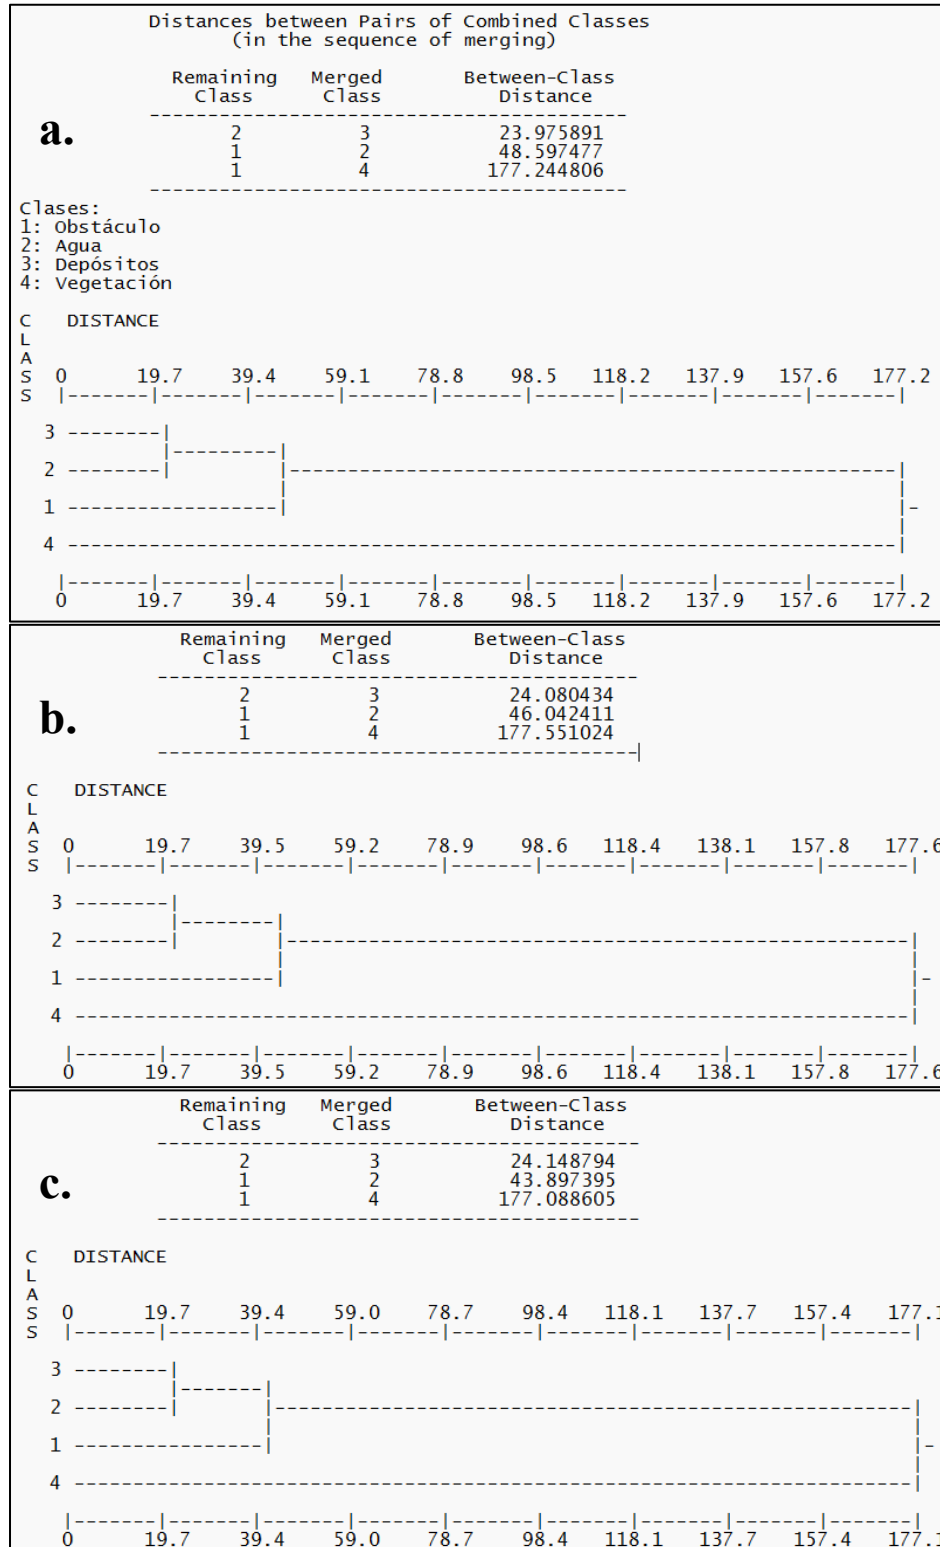 Distances between Pairs of Combined Classes
(in the sequence of merging)
Remaining Merged Between-Class
Class Class Distance
------------------------------------------
a.
2 3 23.975891
1 2 48.597477
1 4 177.244806
------------------------------------------
Clases:
1: Obstáculo
2: Agua
3: Depósitos
4: Vegetación
C DISTANCE
L
A
S 0 19.7 39.4 59.1 78.8 98.5 118.2 137.9 157.6 177.2
S |-------|-------|-------|-------|-------|-------|-------|-------|-------|
3 --------|
|---------|
2 --------| |----------------------------------------------------|
| |
1 ------------------| |-
|
4 -----------------------------------------------------------------------|
|-------|-------|-------|-------|-------|-------|-------|-------|-------|
0 19.7 39.4 59.1 78.8 98.5 118.2 137.9 157.6 177.2
Remaining Merged Between-Class
Class Class Distance
------------------------------------------
b.
2 3 24.080434
1 2 46.042411
1 4 177.551024
------------------------------------------|
C DISTANCE
L
A
S 0 19.7 39.5 59.2 78.9 98.6 118.4 138.1 157.8 177.6
S |-------|-------|-------|-------|-------|-------|-------|-------|-------|
3 --------|
|--------|
2 --------| |-----------------------------------------------------|
| |
1 -----------------| |-
|
4 -----------------------------------------------------------------------|
|-------|-------|-------|-------|-------|-------|-------|-------|-------|
0 19.7 39.5 59.2 78.9 98.6 118.4 138.1 157.8 177.6
Remaining Merged Between-Class
Class Class Distance
------------------------------------------
c.
2 3 24.148794
1 2 43.897395
1 4 177.088605
------------------------------------------
C DISTANCE
L
A
S 0 19.7 39.4 59.0 78.7 98.4 118.1 137.7 157.4 177.1
S |-------|-------|-------|-------|-------|-------|-------|-------|-------|
3 --------|
|-------|
2 --------| |------------------------------------------------------|
| |
1 ----------------| |-
|
4 -----------------------------------------------------------------------|
|-------|-------|-------|-------|-------|-------|-------|-------|-------|
0 19.7 39.4 59.0 78.7 98.4 118.1 137.7 157.4 177.1